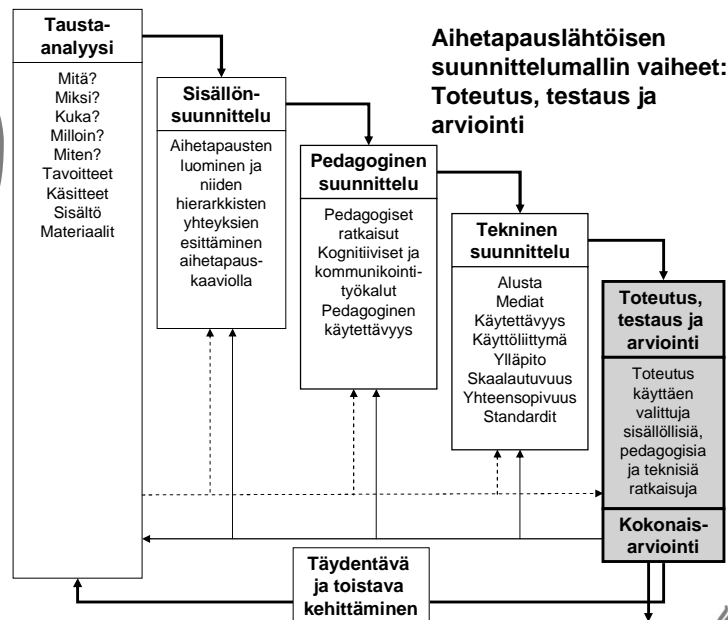 Tausta-
analyysi
Mitä?
Miksi?
Kuka?
Milloin?
Miten?
Tavoitteet
Käsitteet
Sisältö
Materiaalit
Aihetapauslähtöisen
suunnittelumallin vaiheet:
Toteutus, testaus ja
arviointi
Sisällön-
suunnittelu
Aihetapausten
luominen ja
niiden
hierarkkisten
yhteyksien
esittäminen
aihetapaus-
kaaviolla
Pedagoginen
suunnittelu
Pedagogiset
ratkaisut
Kognitiiviset ja
kommunikointi-
työkalut
Pedagoginen
käytettävyys
Tekninen
suunnittelu
Alusta
Mediat
Käytettävyys
Käyttöliittymä
Ylläpito
Skaalautuvuus
Yhteensopivuus
Standardit
Toteutus,
testaus ja
arviointi
Toteutus
käyttäen
valittuja
sisällöllisiä,
pedagogisia
ja teknisiä
ratkaisuja
Kokonais-
arviointi
Täydentävä
ja toistava
kehittäminen